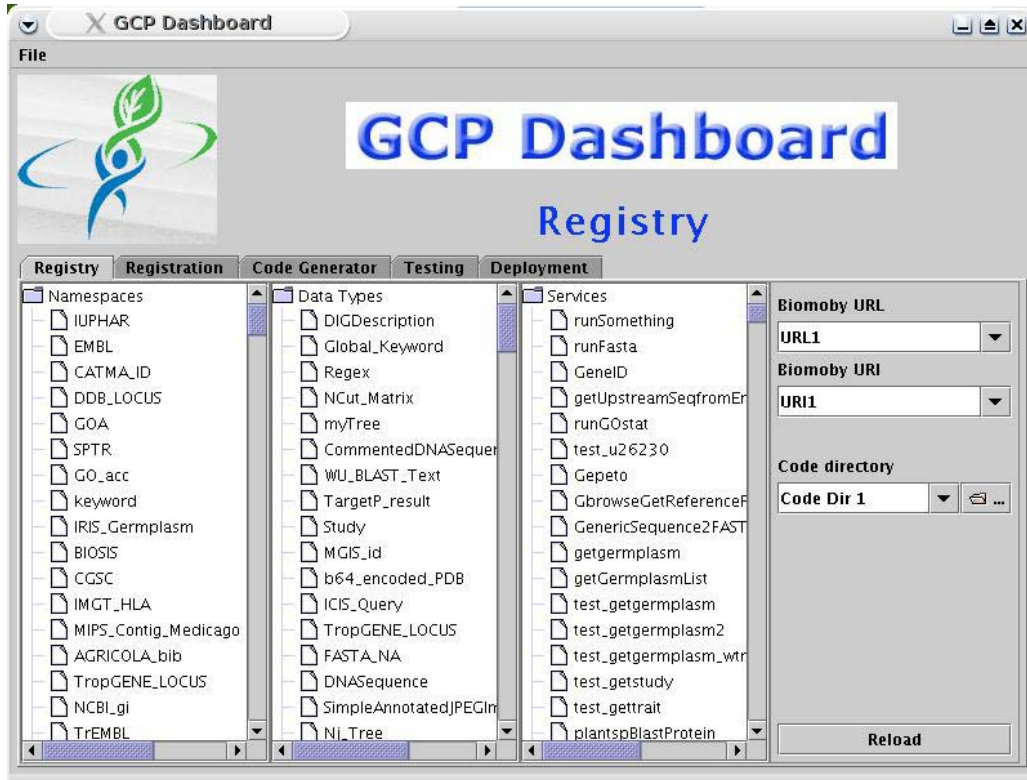 GCP Dashboard
File
GCP Dashboard
Registry
Registry Registration Code Generator Testing Deployment
Namespaces
IUPHAR
EMBL
CATMA_ID
DDB_LOCUS
GOA
SPTR
GO_acc
keyword
IRIS_Germplasm
BIOSIS
CGSC
IMGT_HLA
MIPS_Contig_Medicago
AGRICOLA_bib
TropGENE_LOCUS
NCBI_gi
TrEMBL
Data Types
DIGDescription
Global_Keyword
Regex
NCut_Matrix
myTree
CommentedDNASequer
WU_BLAST_Text
TargetP_result
Study
MGIS_id
b64_encoded_PDB
ICIS_Query
TropGENE_LOCUS
FASTA_NA
DNASequence
SimpleAnnotatedJPEGIm
Nj_Tree
Services
runSomething
runFasta
GeneID
getUpstreamSeqfromEr
runGOstat
test_u26230
Gepeto
GbrowseGetReferenceF
GenericSequence2FAST
getgermplasm
getGermplasmList
test_getgermplasm
test_getgermplasm2
test_getgermplasm_wtr
test_getstudy
test_gettrait
plantspBlastProtein
Biomoby URL
URL1
Biomoby URI
URI1
Code directory
Code Dir 1
...
Reload